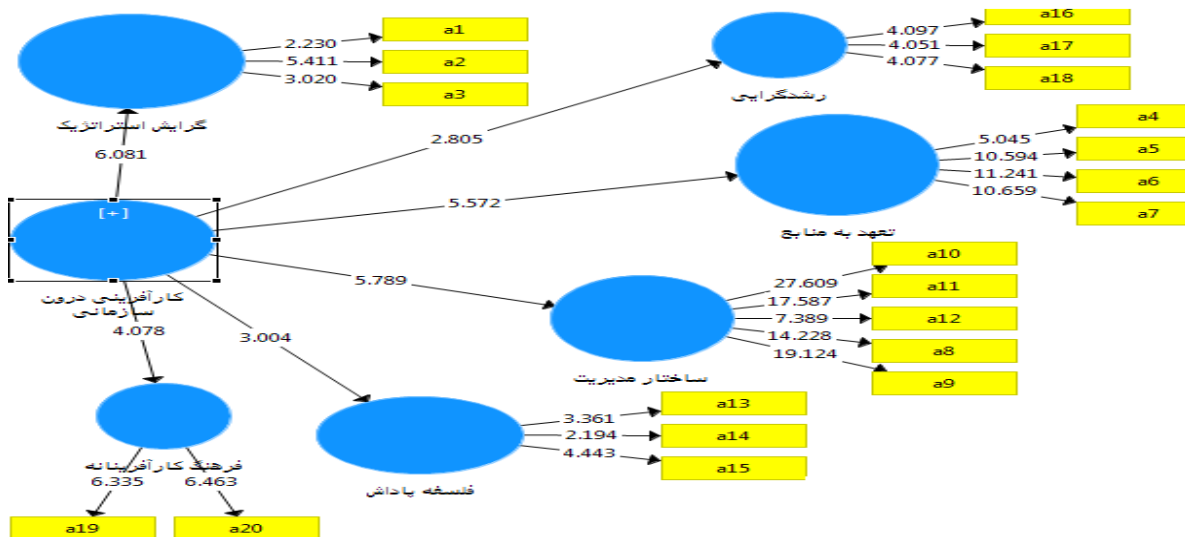 a1
2.230
a2
5.411
a3
3.020
گرایش استراتژیک
6.081
a16
4.097
a17
4.051
a18
4.077
رشدگرایی
2.805
a4
5.045
a5
10.594
a6
11.241
a7
10.659
تعهد به منابع
5.572
[+]
کارآفرینی درون
سازمانی
5.789
a10
27.609
a11
17.587
a12
7.389
a8
14.228
a9
19.124
ساختار مدیریت
4.078
3.004
a13
3.361
a14
2.194
a15
4.443
فلسفه پاداش
فرهنگ کارآفرینانه
6.335
6.463
a19
a20